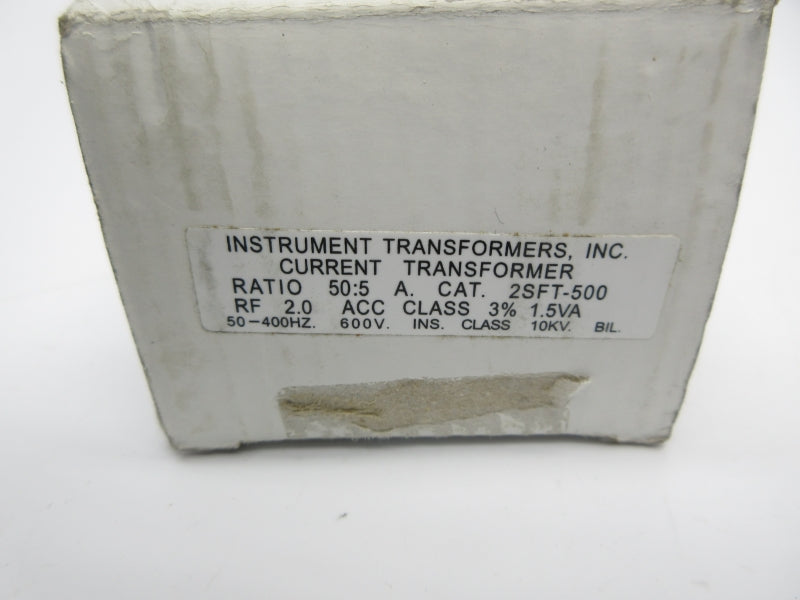 INSTRUMENT TRANSFORMERS, INC.
CURRENT TRANSFORMER
RATIO 50:5 A. CAT. 2SFT-500
RF 2.0 ACC CLASS 3% 1.5VA
50-400HZ. 600V. INS. CLASS 10KV. BIL.